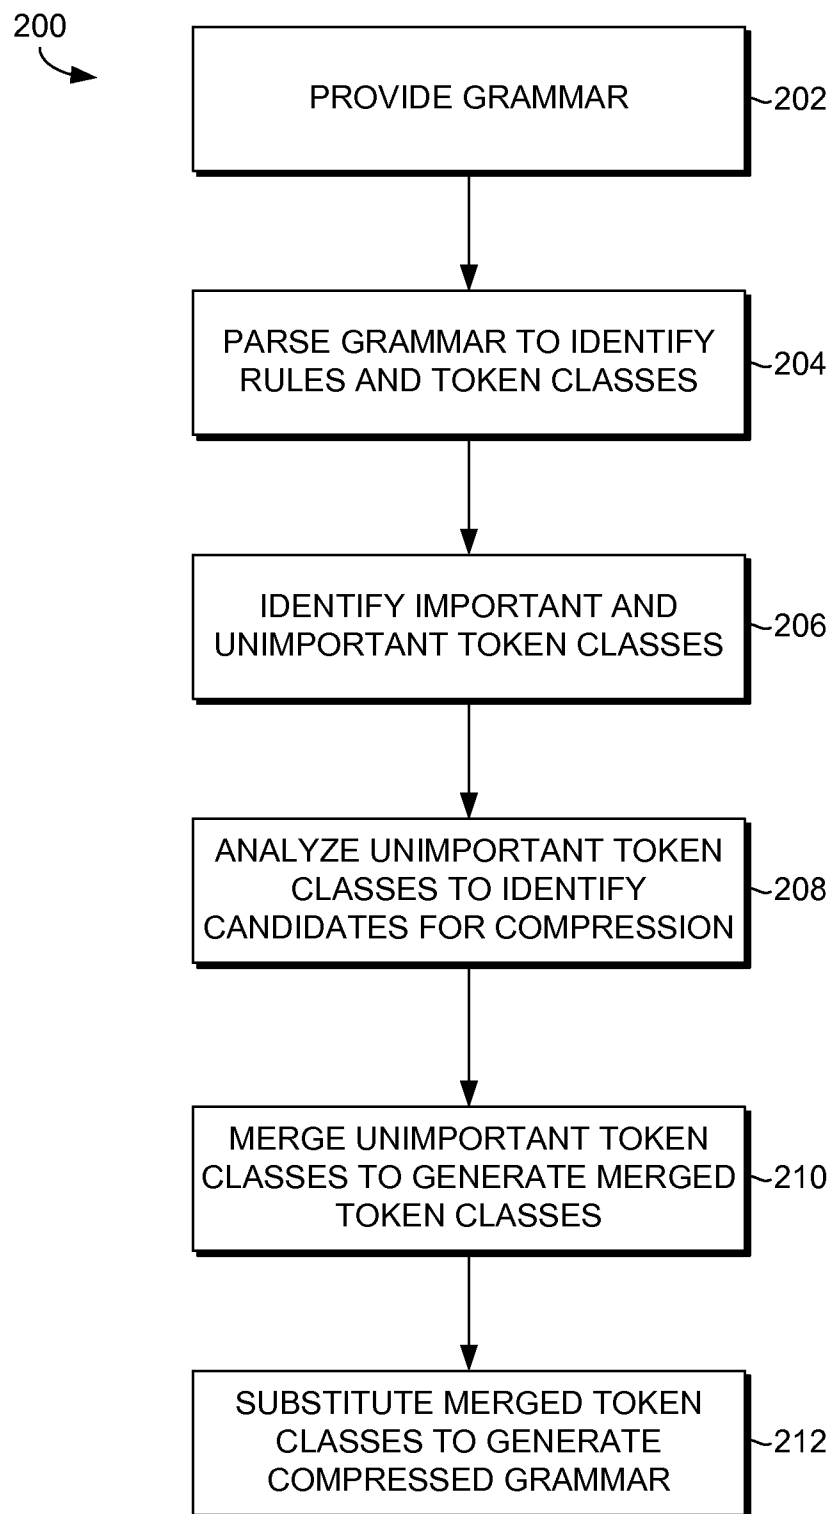 200
PROVIDE GRAMMAR
202
PARSE GRAMMAR TO IDENTIFY
RULES AND TOKEN CLASSES
204
IDENTIFY IMPORTANT AND
UNIMPORTANT TOKEN CLASSES
206
ANALYZE UNIMPORTANT TOKEN
CLASSES TO IDENTIFY
CANDIDATES FOR COMPRESSION
208
MERGE UNIMPORTANT TOKEN
CLASSES TO GENERATE MERGED
TOKEN CLASSES
210
SUBSTITUTE MERGED TOKEN
CLASSES TO GENERATE
COMPRESSED GRAMMAR
212